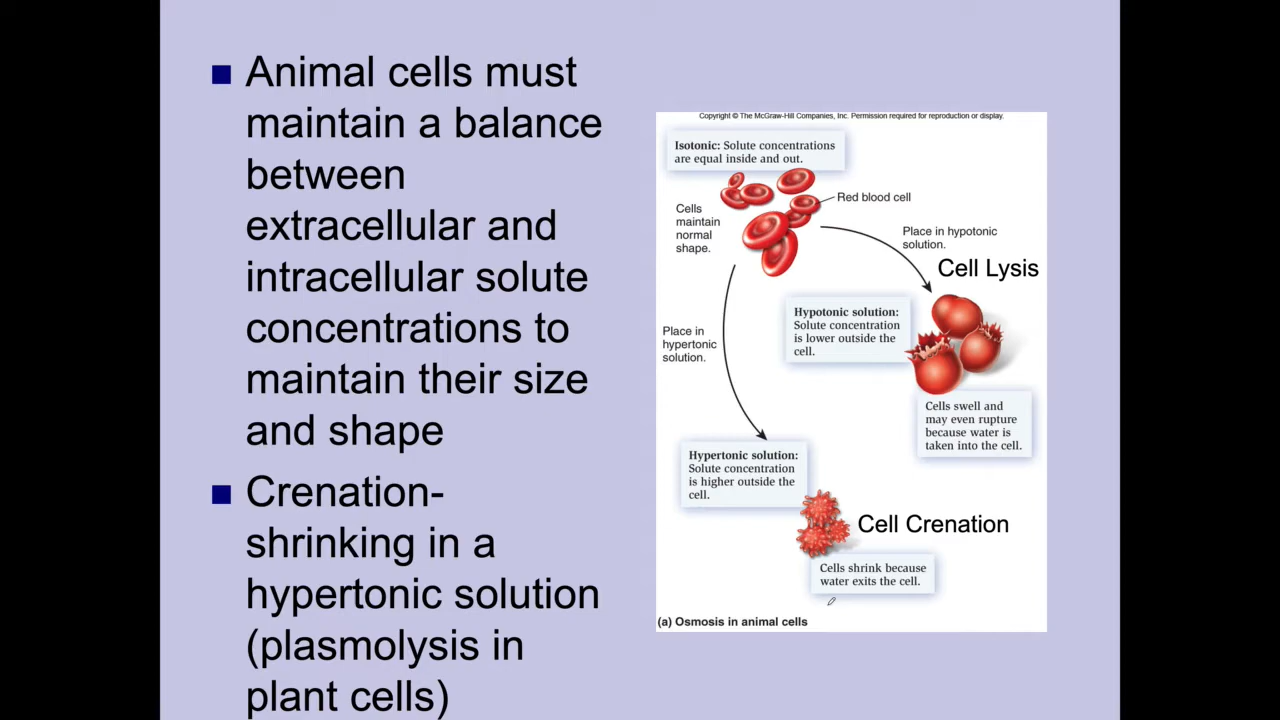 Animal cells must
maintain a balance
between
extracellular and
intracellular solute
concentrations to
maintain their size
and shape
Crenation-
shrinking in a
hypertonic solution
(plasmolysis in
plant cells)
Copyright © The McGraw-Hill Companies, Inc. Permission required for reproduction or display.
Isotonic: Solute concentrations
are equal inside and out.
Cells
maintain
normal
shape.
Red blood cell
Place in hypotonic
solution.
Cell Lysis
Hypotonic solution:
Solute concentration
is lower outside the
cell.
Place in
hypertonic
solution.
Cells swell and
may even rupture
because water is
taken into the cell.
Hypertonic solution:
Solute concentration
is higher outside the
cell.
Cell Crenation
Cells shrink because
water exits the cell.
(a) Osmosis in animal cells